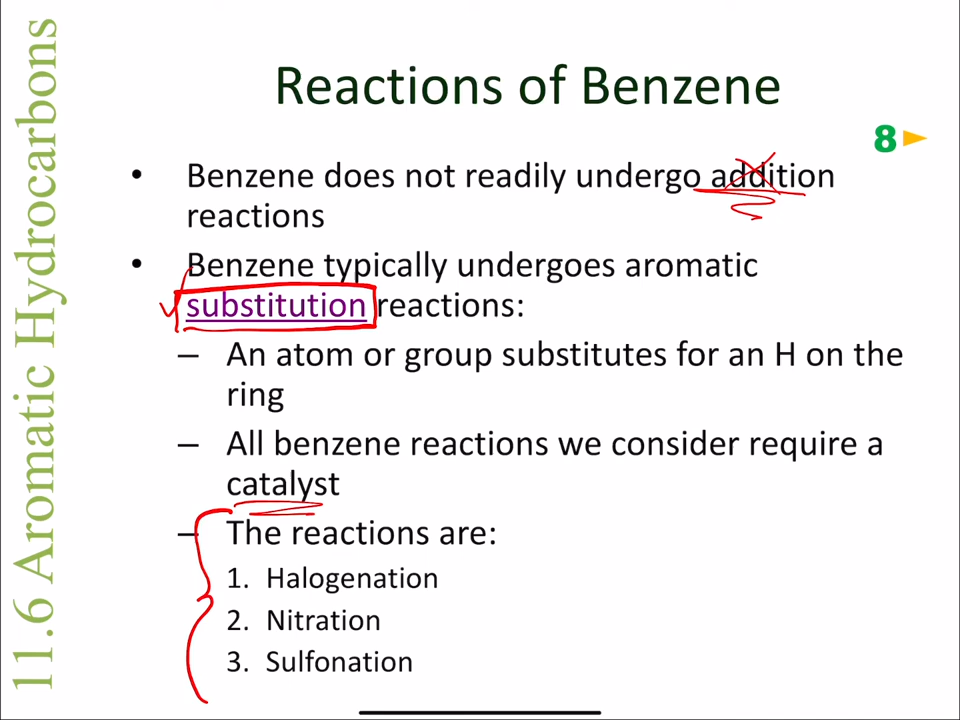 11.6 Aromatic Hydrocarbons
Reactions of Benzene
8
• Benzene does not readily undergo addition
reactions
• Benzene typically undergoes aromatic
substitution reactions:
– An atom or group substitutes for an H on the
ring
– All benzene reactions we consider require a
catalyst
– The reactions are:
1. Halogenation
2. Nitration
3. Sulfonation